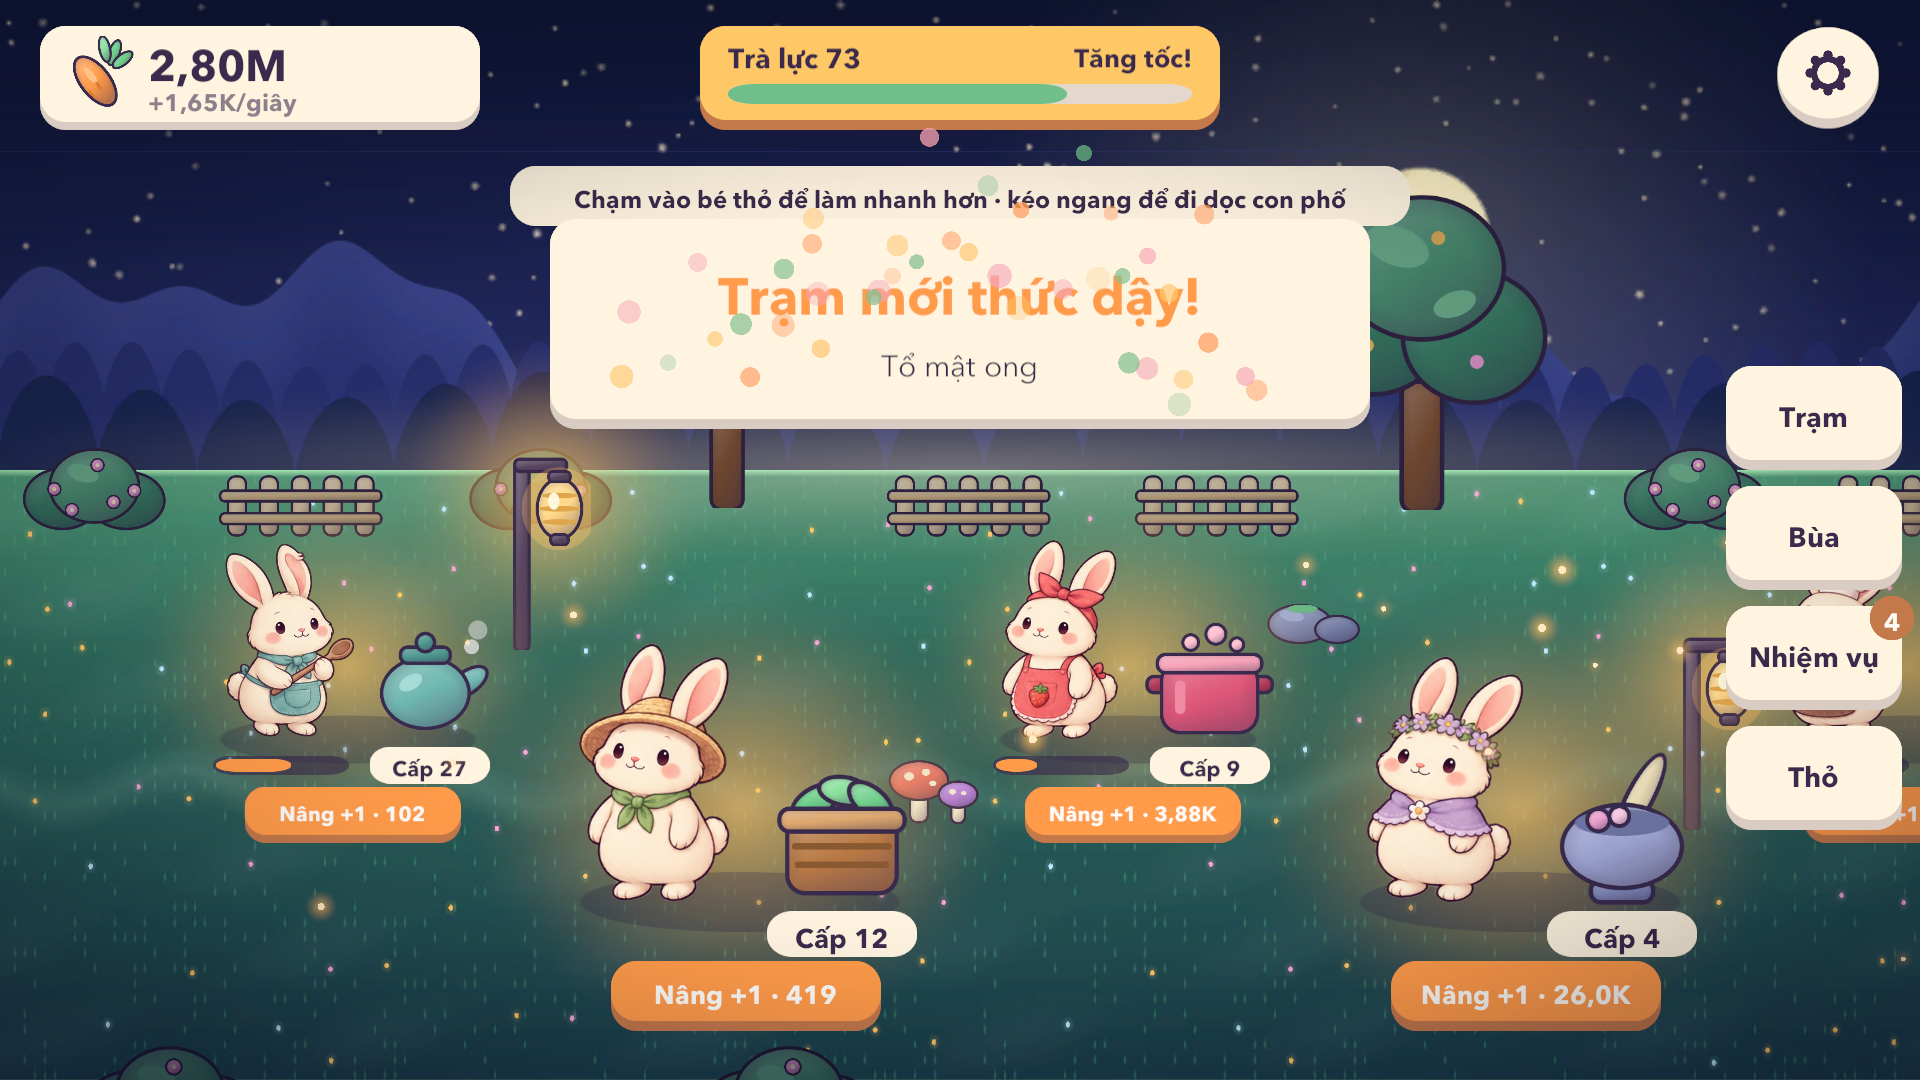 2,80M
+1,65K/giây
Trà lực 73
Tăng tốc!
Chạm vào bé thỏ để làm nhanh hơn · kéo ngang để đi dọc con phố
Trạm mới thức dậy!
Tổ mật ong
Trạm
Bùa
4
Nhiệm vụ
Thỏ
Cấp 27
Nâng +1 · 102
Cấp 9
Nâng +1 · 3,88K
+1
Cấp 12
Nâng +1 · 419
Cấp 4
Nâng +1 · 26,0K